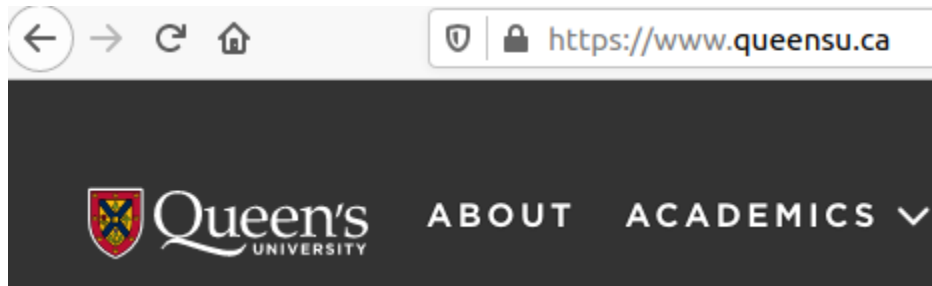 https://www.queensu.ca
Queen's
UNIVERSITY
ABOUT
ACADEMICS